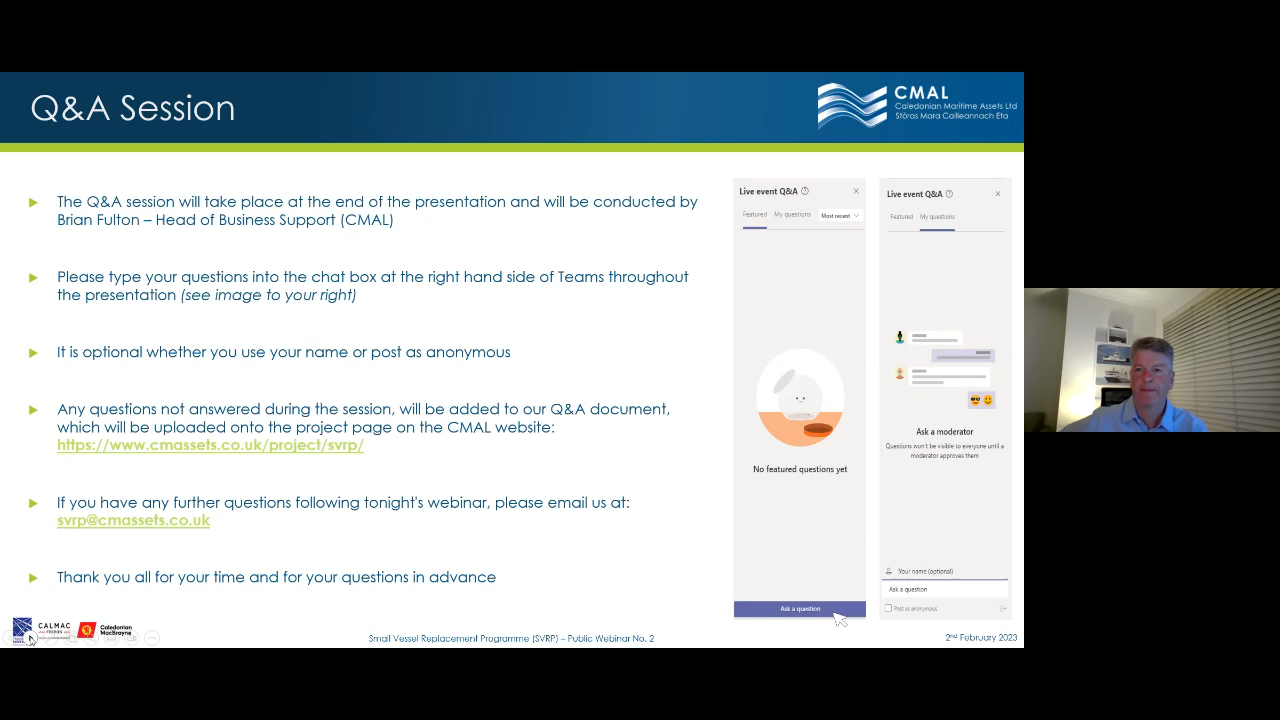 Q&A Session
CMAL
Caledonian Maritime Assets Ltd
Stòras Mara Cailleannach Eta
The Q&A session will take place at the end of the presentation and will be conducted by
Brian Fulton – Head of Business Support (CMAL)
Please type your questions into the chat box at the right hand side of Teams throughout
the presentation (see image to your right)
It is optional whether you use your name or post as anonymous
Any questions not answered during the session, will be added to our Q&A document,
which will be uploaded onto the project page on the CMAL website:
https://www.cmassets.co.uk/project/svrp/
If you have any further questions following tonight's webinar, please email us at:
svrp@cmassets.co.uk
Thank you all for your time and for your questions in advance
Live event Q&A
Featured My questions Most recent
No featured questions yet
Ask a question
Live event Q&A
Featured My questions
Ask a moderator
Questions won't be visible to everyone until a
moderator approves them
Your name (optional)
Ask a question
Post as anonymous
CALMAC
FERRIES
Caledonian
MacBrayne
Small Vessel Replacement Programme (SVRP) – Public Webinar No. 2
2nd February 2023